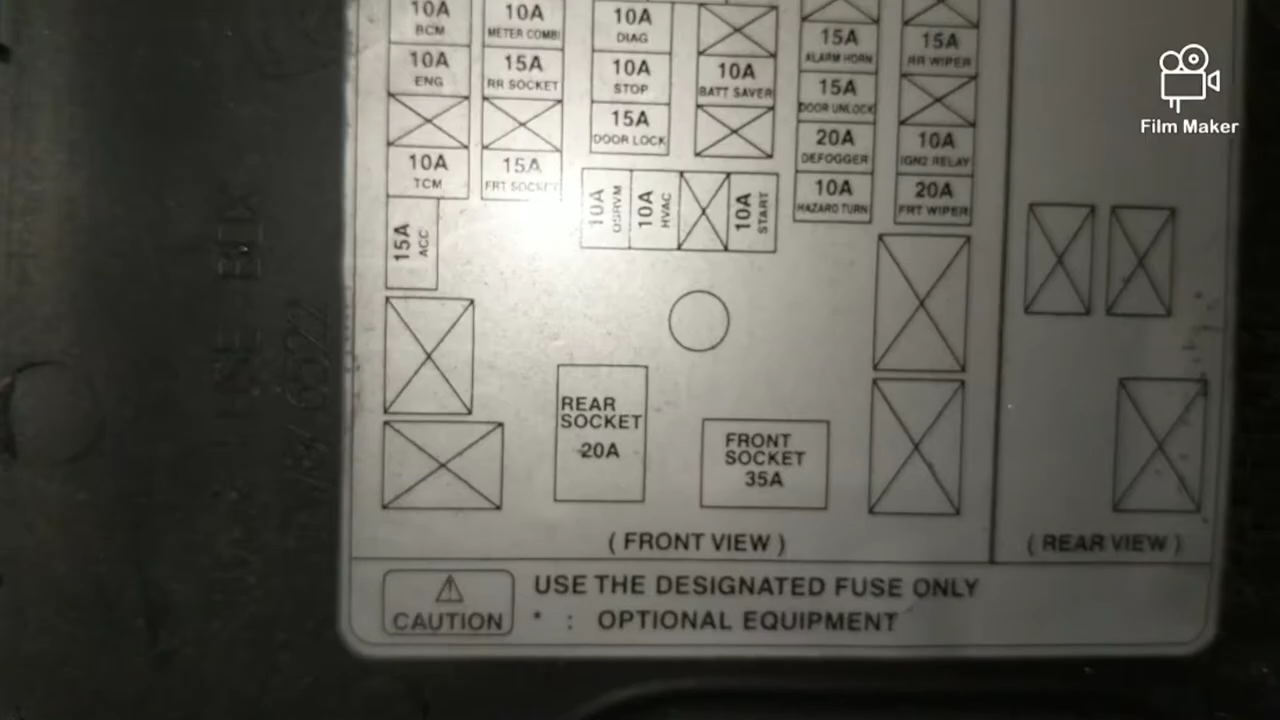 10A
BCM
10A
METER COMBI
10A
DIAG
15A
ALARM HORN
15A
RR WIPER
10A
ENG
15A
RR SOCKET
10A
STOP
10A
BATT SAVER
15A
DOOR UNLOCK
15A
DOOR LOCK
20A
DEFOGGER
10A
IGN2 RELAY
10A
TCM
15A
FRT SOCKET
10A
OSRVM
10A
HVAC
10A
START
10A
HAZARD TURN
20A
FRT WIPER
15A
ACC
REAR
SOCKET
20A
FRONT
SOCKET
35A
( FRONT VIEW )
( REAR VIEW )
CAUTION
USE THE DESIGNATED FUSE ONLY
* : OPTIONAL EQUIPMENT
Film Maker